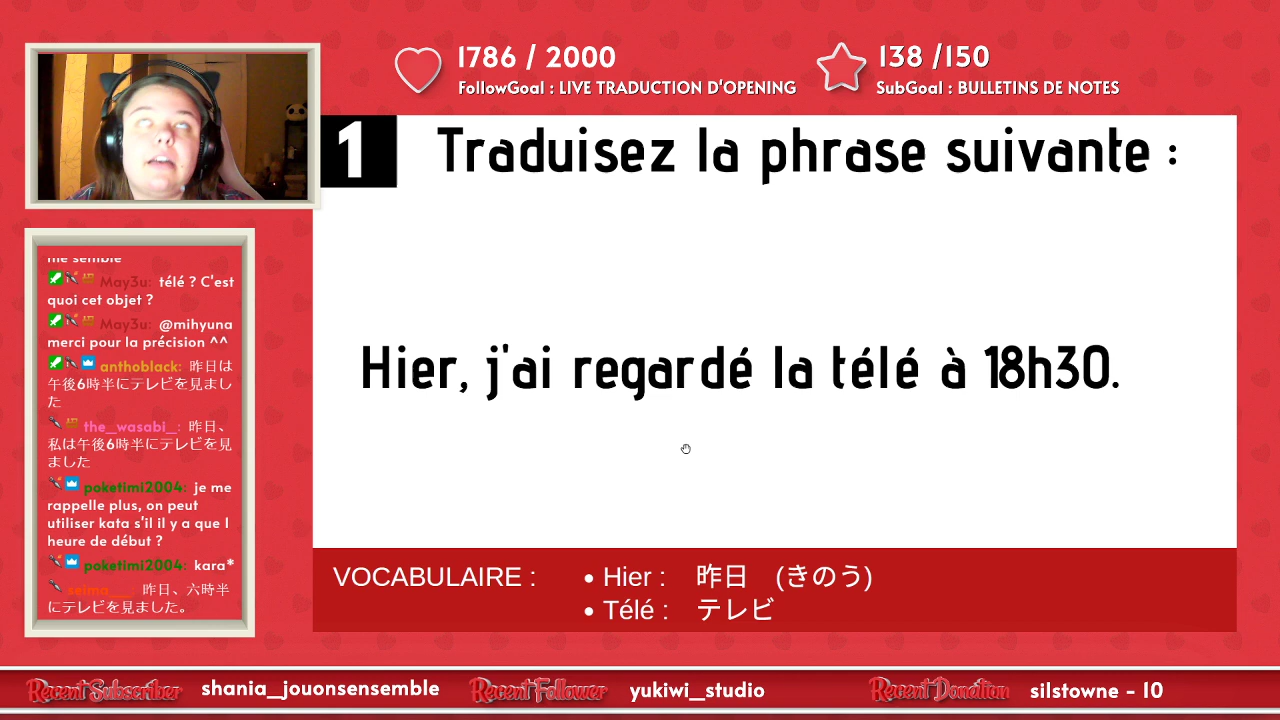 1786 / 2000
FollowGoal : LIVE TRADUCTION D'OPENING
138 /150
SubGoal : BULLETINS DE NOTES
1
Traduisez la phrase suivante :
Hier, j'ai regardé la télé à 18h30.
VOCABULAIRE :
• Hier : 昨日 (きのう)
• Télé : テレビ
me semble
May3u: télé ? C'est
quoi cet objet ?
May3u: @mihyuna
merci pour la précision ^^
anthoblack: 昨日は
午後6時半にテレビを見まし
た
the_wasabi_: 昨日、
私は午後6時半にテレビを見
ました
poketimi2004: je me
rappelle plus, on peut
utiliser kata s'il il y a que 1
heure de début ?
poketimi2004: kara*
selma__: 昨日、六時半
にテレビを見ました。
Recent Subscriber shania_jouonsensemble
Recent Follower yukiwi_studio
Recent Donation silstowne - 10